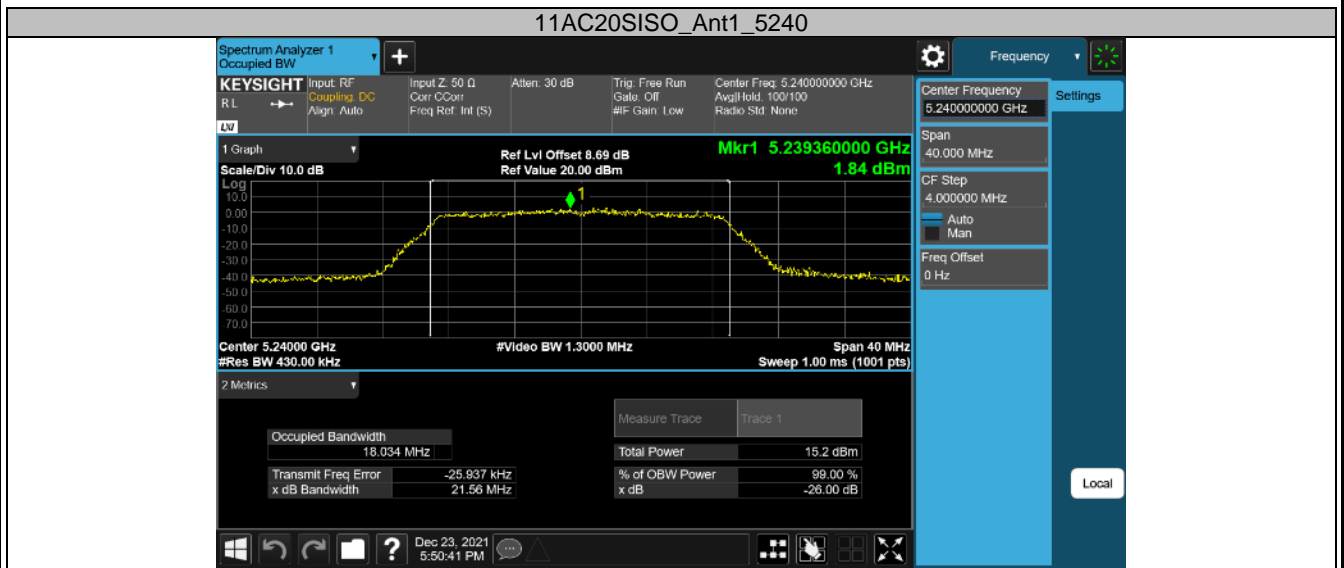 11AC20SISO_Ant1_5240
Spectrum Analyzer 1
Occupied BW
+
Frequency
KEYSIGHT
R L
LXI
Input: RF
Coupling: DC
Align: Auto
Input Z: 50 Ω
Corr CCorr
Freq Ref: Int (S)
Atten: 30 dB
Trig: Free Run
Gate: Off
#IF Gain: Low
Center Freq: 5.240000000 GHz
Avg|Hold: 100/100
Radio Std: None
1 Graph
Scale/Div 10.0 dB
Ref Lvl Offset 8.69 dB
Ref Value 20.00 dBm
Mkr1 5.239360000 GHz
1.84 dBm
Log
10.0
0.00
-10.0
-20.0
-30.0
-40.0
-50.0
-60.0
-70.0
1
Center 5.24000 GHz
#Res BW 430.00 kHz
#Video BW 1.3000 MHz
Span 40 MHz
Sweep 1.00 ms (1001 pts)
2 Metrics
Measure Trace Trace 1
Occupied Bandwidth
18.034 MHz
Total Power 15.2 dBm
Transmit Freq Error -25.937 kHz
% of OBW Power 99.00 %
x dB Bandwidth 21.56 MHz
x dB -26.00 dB
Center Frequency
5.240000000 GHz
Settings
Span
40.000 MHz
CF Step
4.000000 MHz
Auto
Man
Freq Offset
0 Hz
Local
?
Dec 23, 2021
5:50:41 PM